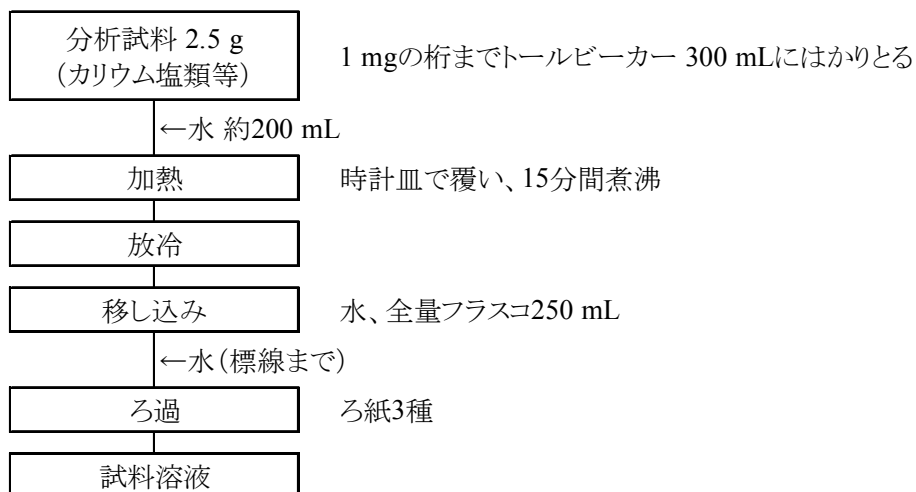 分析試料 2.5 g
(カリウム塩類等)
1 mgの桁までトールビーカー 300 mLにはかりとる
←水 約200 mL
加熱
時計皿で覆い、15分間煮沸
放冷
移し込み
水、全量フラスコ250 mL
←水(標線まで)
ろ過
ろ紙3種
試料溶液